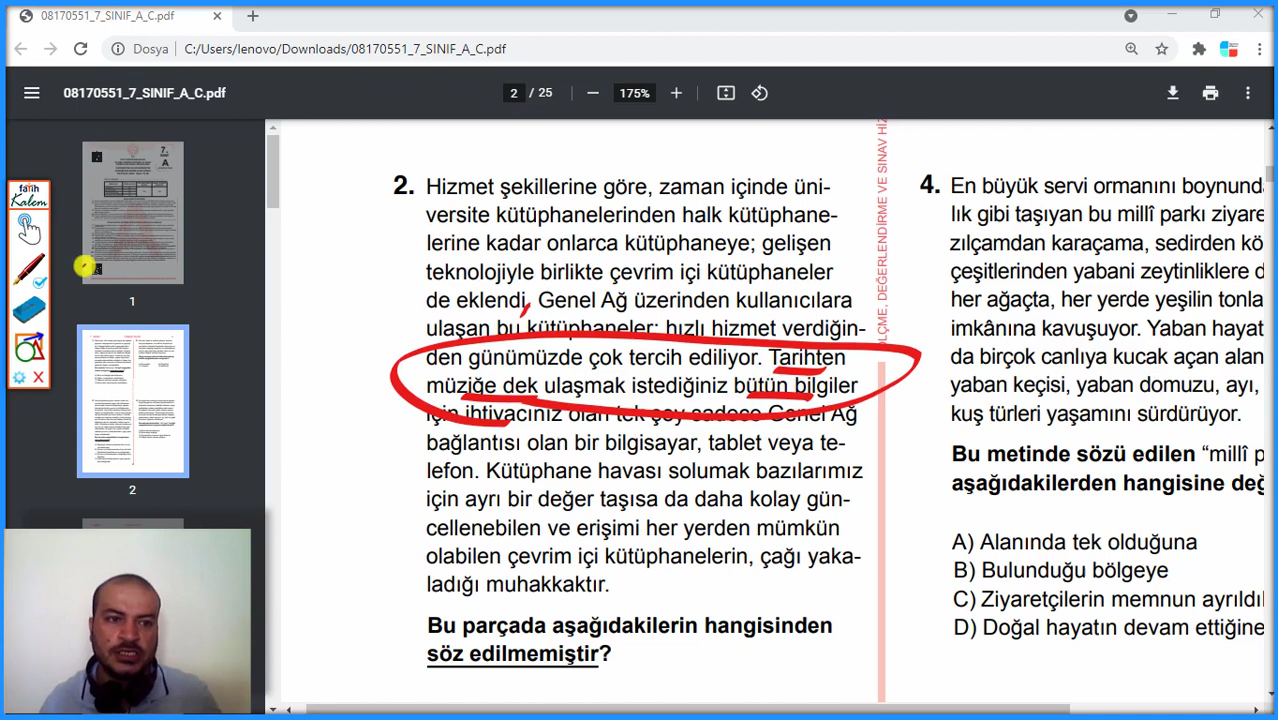 08170551_7_SINIF_A_C.pdf
Dosya
C:/Users/lenovo/Downloads/08170551_7_SINIF_A_C.pdf
08170551_7_SINIF_A_C.pdf
2 / 25
175%
fatih
Kalem
7.
A
1
2
2. Hizmet şekillerine göre, zaman içinde üni-
versite kütüphanelerinden halk kütüphane-
lerine kadar onlarca kütüphaneye; gelişen
teknolojiyle birlikte çevrim içi kütüphaneler
de eklendi, Genel Ağ üzerinden kullanıcılara
ulaşan bu kütüphaneler; hızlı hizmet verdiğin-
den günümüzde çok tercih ediliyor. Tarihten
müziğe dek ulaşmak istediğiniz bütün bilgiler
için ihtiyacınız olan tek şey sadece Genel Ağ
bağlantısı olan bir bilgisayar, tablet veya te-
lefon. Kütüphane havası solumak bazılarımız
için ayrı bir değer taşısa da daha kolay gün-
cellenebilen ve erişimi her yerden mümkün
olabilen çevrim içi kütüphanelerin, çağı yaka-
ladığı muhakkaktır.
Bu parçada aşağıdakilerin hangisinden
söz edilmemiştir?
ÖLÇME, DEĞERLENDİRME VE SINAV HİZ
4. En büyük servi ormanını boynunda
lık gibi taşıyan bu millî parkı ziyare
zılçamdan karaçama, sedirden kö
çeşitlerinden yabani zeytinliklere d
her ağaçta, her yerde yeşilin tonla
imkânına kavuşuyor. Yaban hayat
da birçok canlıya kucak açan alan
yaban keçisi, yaban domuzu, ayı,
kuş türleri yaşamını sürdürüyor.
Bu metinde sözü edilen “millî p
aşağıdakilerden hangisine değ
A) Alanında tek olduğuna
B) Bulunduğu bölgeye
C) Ziyaretçilerin memnun ayrıldı
D) Doğal hayatın devam ettiğine